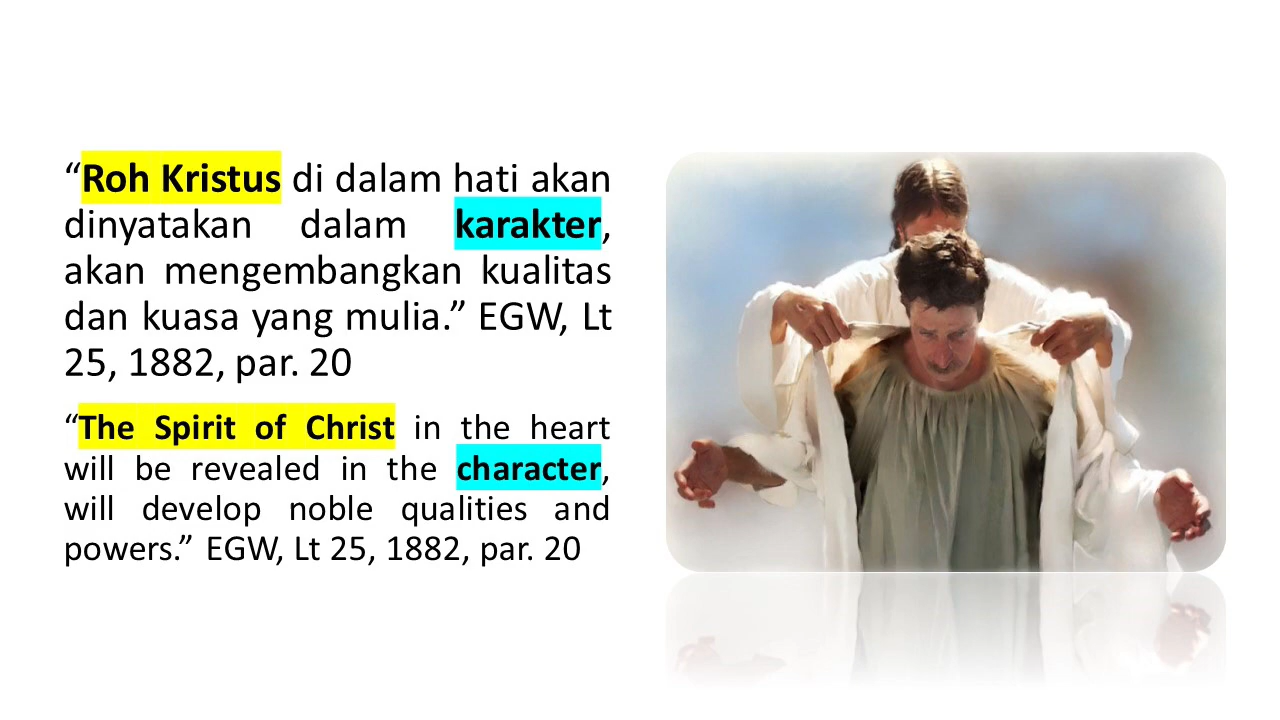 “Roh Kristus di dalam hati akan
dinyatakan dalam karakter,
akan mengembangkan kualitas
dan kuasa yang mulia.” EGW, Lt
25, 1882, par. 20
“The Spirit of Christ in the heart
will be revealed in the character,
will develop noble qualities and
powers.” EGW, Lt 25, 1882, par. 20